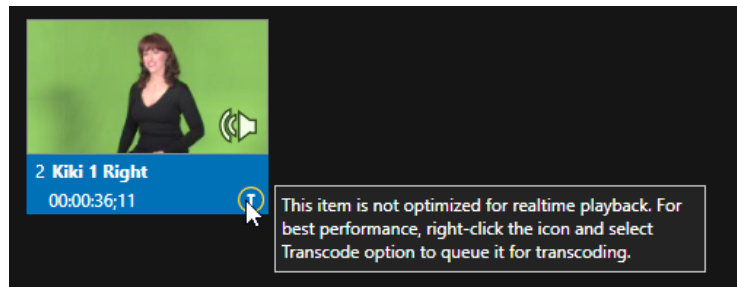 2 Kiki 1 Right
00:00:36;11
T
This item is not optimized for realtime playback. For
best performance, right-click the icon and select
Transcode option to queue it for transcoding.